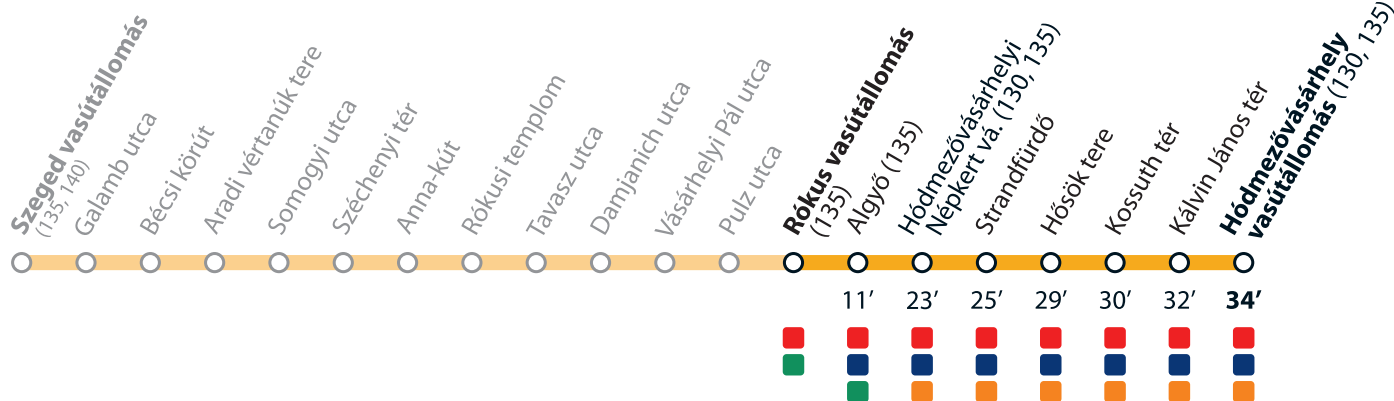 Szeged vasútállomás
(135, 140)
Galamb utca
Bécsi körút
Aradi vértanúk tere
Somogyi utca
Széchenyi tér
Anna-kút
Rókusi templom
Tavasz utca
Damjanich utca
Vásárhelyi Pál utca
Pulz utca
Rókus vasútállomás
(135)
Algyő (135)
Hódmezővásárhelyi
Népkert vá. (130, 135)
Strandfürdő
Hősök tere
Kossuth tér
Kálvin János tér
Hódmezővásárhely
vasútállomás (130, 135)
11′ 23′ 25′ 29′ 30′ 32′ 34′